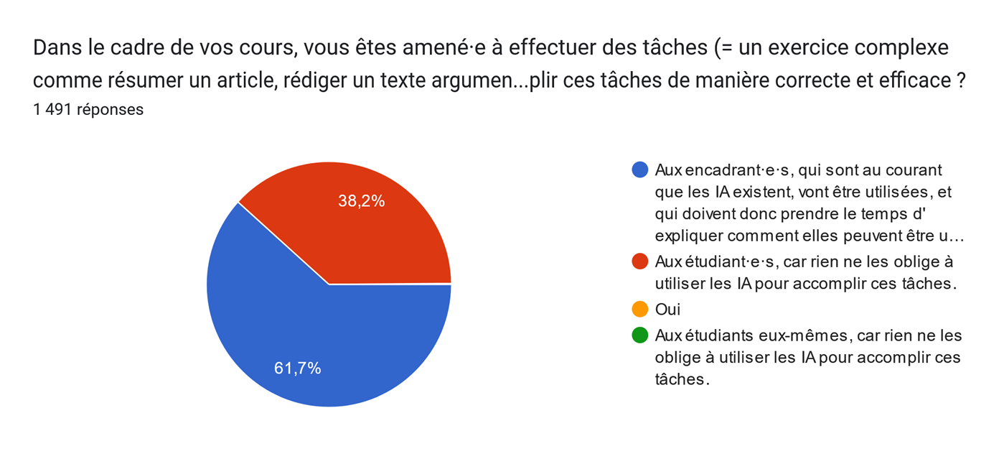 Dans le cadre de vos cours, vous êtes amené·e à effectuer des tâches (= un exercice complexe
comme résumer un article, rédiger un texte argumen...plir ces tâches de manière correcte et efficace ?
1 491 réponses
38,2%
61,7%
Aux encadrant·e·s, qui sont au courant
que les IA existent, vont être utilisées, et
qui doivent donc prendre le temps d'
expliquer comment elles peuvent être u…
Aux étudiant·e·s, car rien ne les oblige à
utiliser les IA pour accomplir ces tâches.
Oui
Aux étudiants eux-mêmes, car rien ne les
oblige à utiliser les IA pour accomplir ces
tâches.